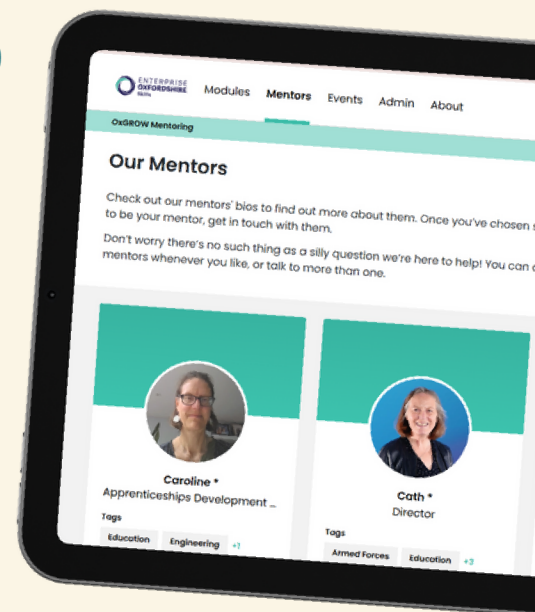 ENTERPRISE
OXFORDSHIRE
Skills
Modules Mentors Events Admin About
OxGROW Mentoring
Our Mentors
Check out our mentors' bios to find out more about them. Once you've chosen s
to be your mentor, get in touch with them.
Don't worry there's no such thing as a silly question we're here to help! You can c
mentors whenever you like, or talk to more than one.
Caroline *
Apprenticeships Development ...
Tags
Education Engineering +1
Cath *
Director
Tags
Armed Forces Education +3